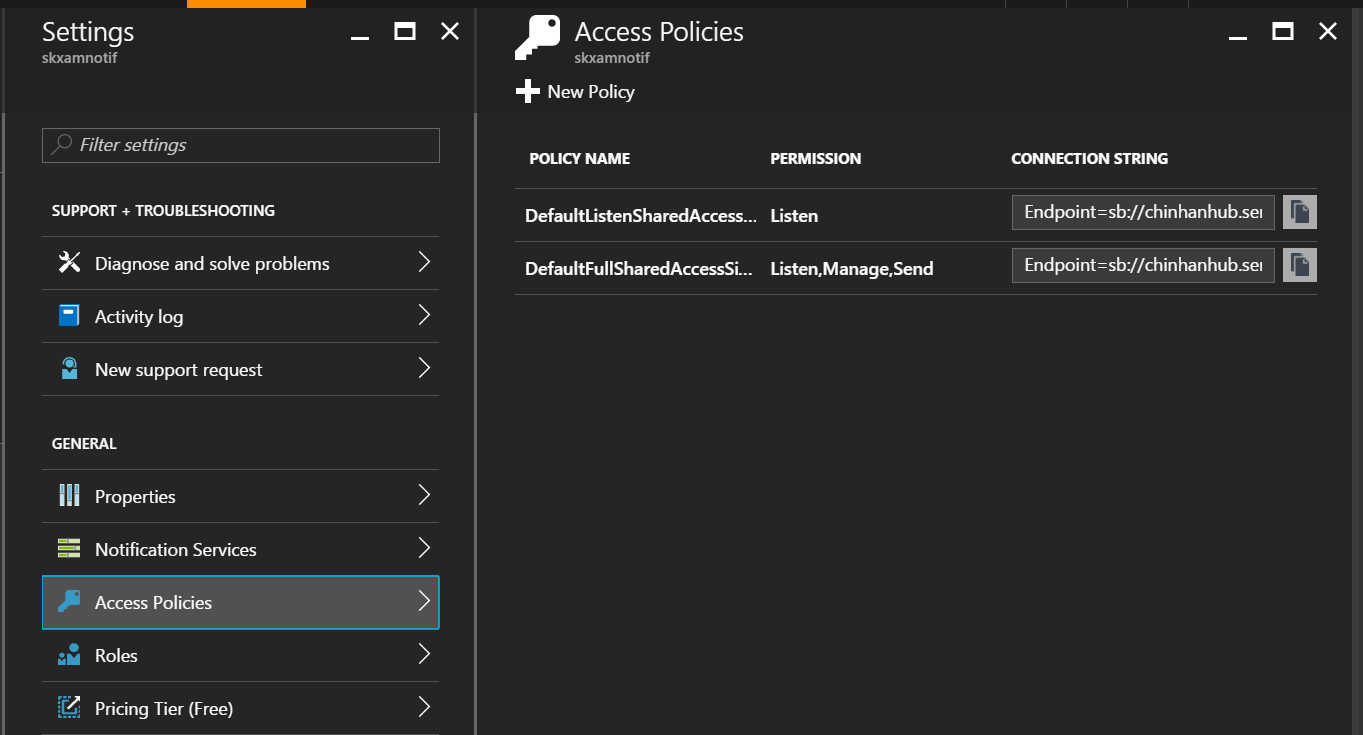 Settings
skxamnotif
Filter settings
SUPPORT + TROUBLESHOOTING
Diagnose and solve problems
Activity log
New support request
GENERAL
Properties
Notification Services
Access Policies
Roles
Pricing Tier (Free)
Access Policies
skxamnotif
New Policy
POLICY NAME PERMISSION CONNECTION STRING
DefaultListenSharedAccess... Listen Endpoint=sb://chinhanhub.ser
DefaultFullSharedAccessSi... Listen,Manage,Send Endpoint=sb://chinhanhub.ser